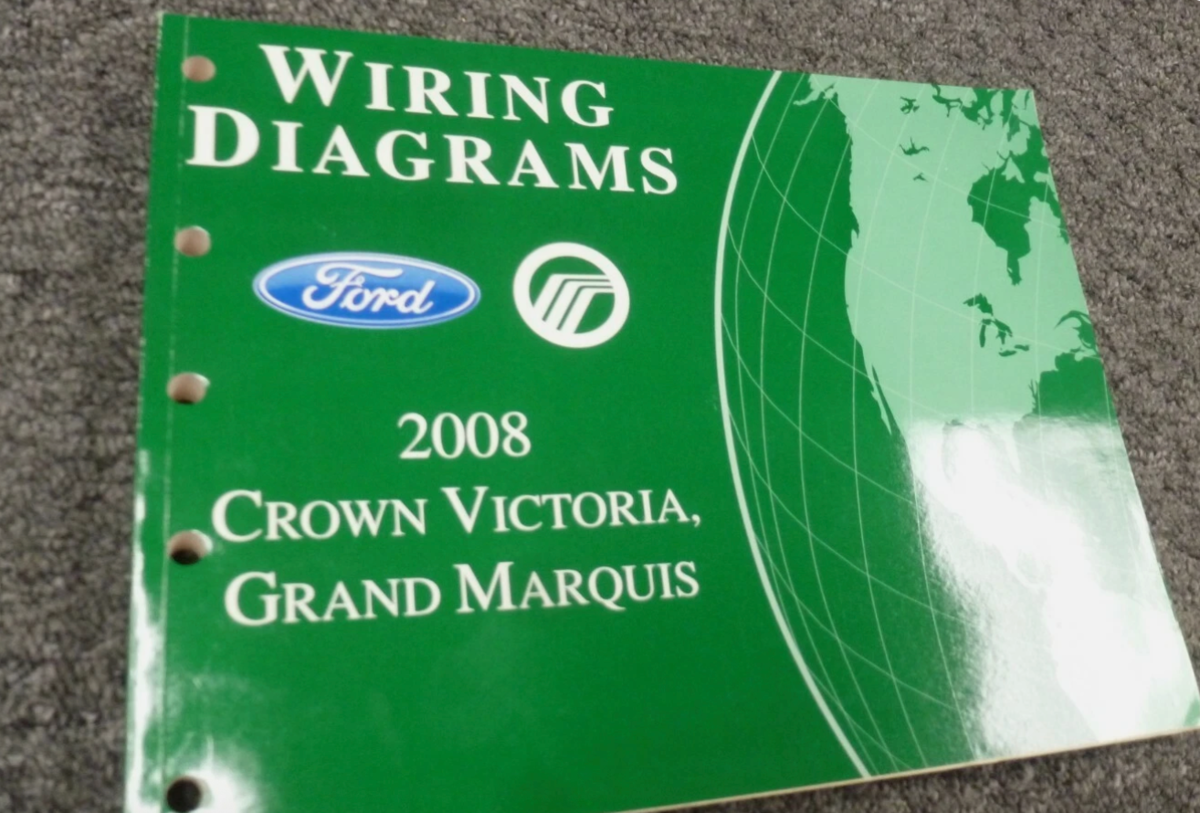 WIRING
DIAGRAMS
Ford
2008
CROWN VICTORIA,
GRAND MARQUIS